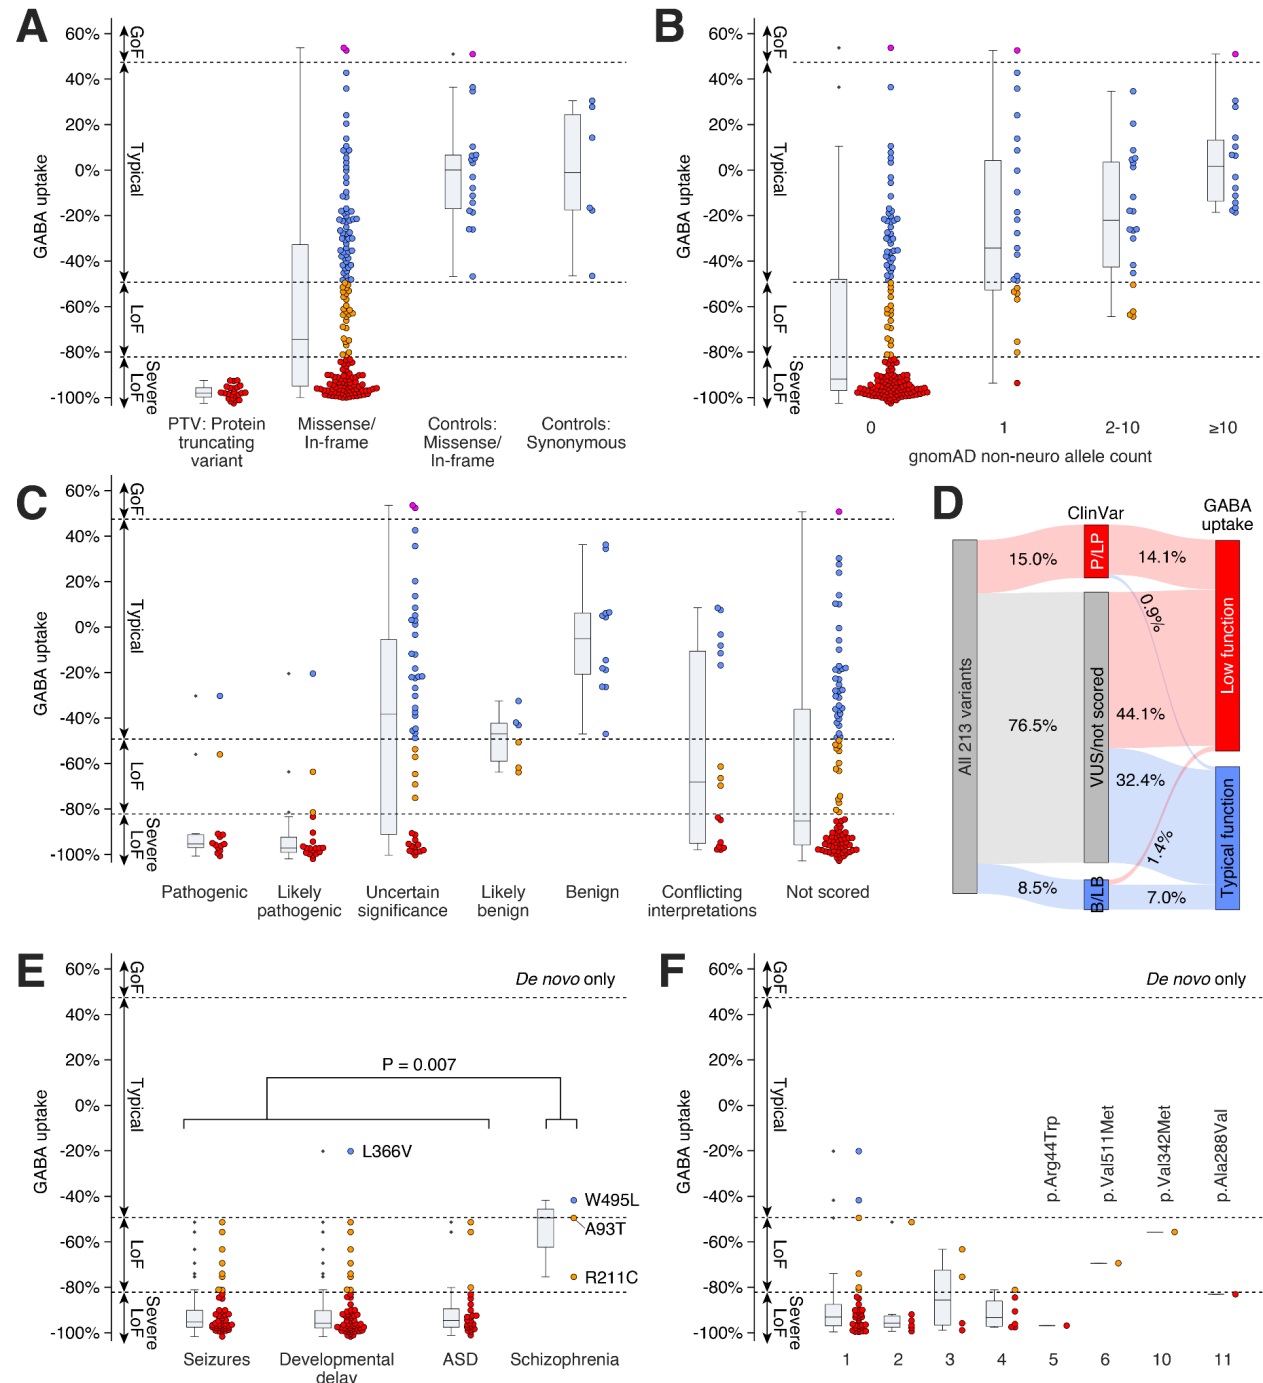 A
60%
40%
20%
0%
-20%
-40%
-60%
-80%
-100%
GABA uptake
GoF
Typical
LoF
Severe
LoF
PTV: Protein
truncating
variant
Missense/
In-frame
Controls:
Missense/
In-frame
Controls:
Synonymous
B
60%
40%
20%
0%
-20%
-40%
-60%
-80%
-100%
GABA uptake
GoF
Typical
LoF
Severe
LoF
0
1
2-10
≥10
gnomAD non-neuro allele count
C
60%
40%
20%
0%
-20%
-40%
-60%
-80%
-100%
GABA uptake
GoF
Typical
LoF
Severe
LoF
Pathogenic
Likely
pathogenic
Uncertain
significance
Likely
benign
Benign
Conflicting
interpretations
Not scored
D
ClinVar
GABA
uptake
All 213 variants
15.0%
76.5%
8.5%
P/LP
VUS/not scored
B/LB
14.1%
0.9%
44.1%
32.4%
1.4%
7.0%
Low function
Typical function
E
60%
40%
20%
0%
-20%
-40%
-60%
-80%
-100%
GABA uptake
GoF
Typical
LoF
Severe
LoF
De novo only
P = 0.007
L366V
W495L
A93T
R211C
Seizures
Developmental
delay
ASD
Schizophrenia
F
60%
40%
20%
0%
-20%
-40%
-60%
-80%
-100%
GABA uptake
GoF
Typical
LoF
Severe
LoF
De novo only
p.Arg44Trp
p.Val511Met
p.Val342Met
p.Ala288Val
1
2
3
4
5
6
10
11